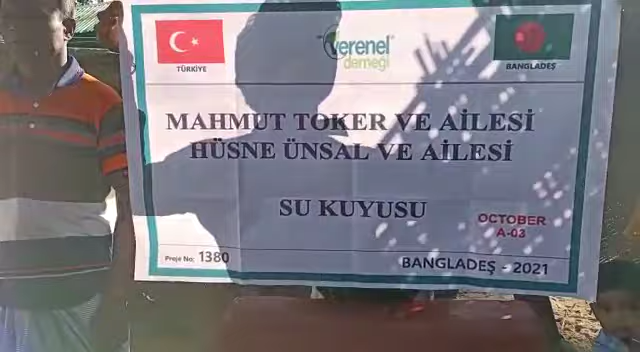 TÜRKİYE
Verenel
derneği
BANGLADEŞ
MAHMUT TOKER VE AİLESİ
HÜSNE ÜNSAL VE AİLESİ
SU KUYUSU
OCTOBER
A-03
Proje No: 1380
BANGLADEŞ - 2021